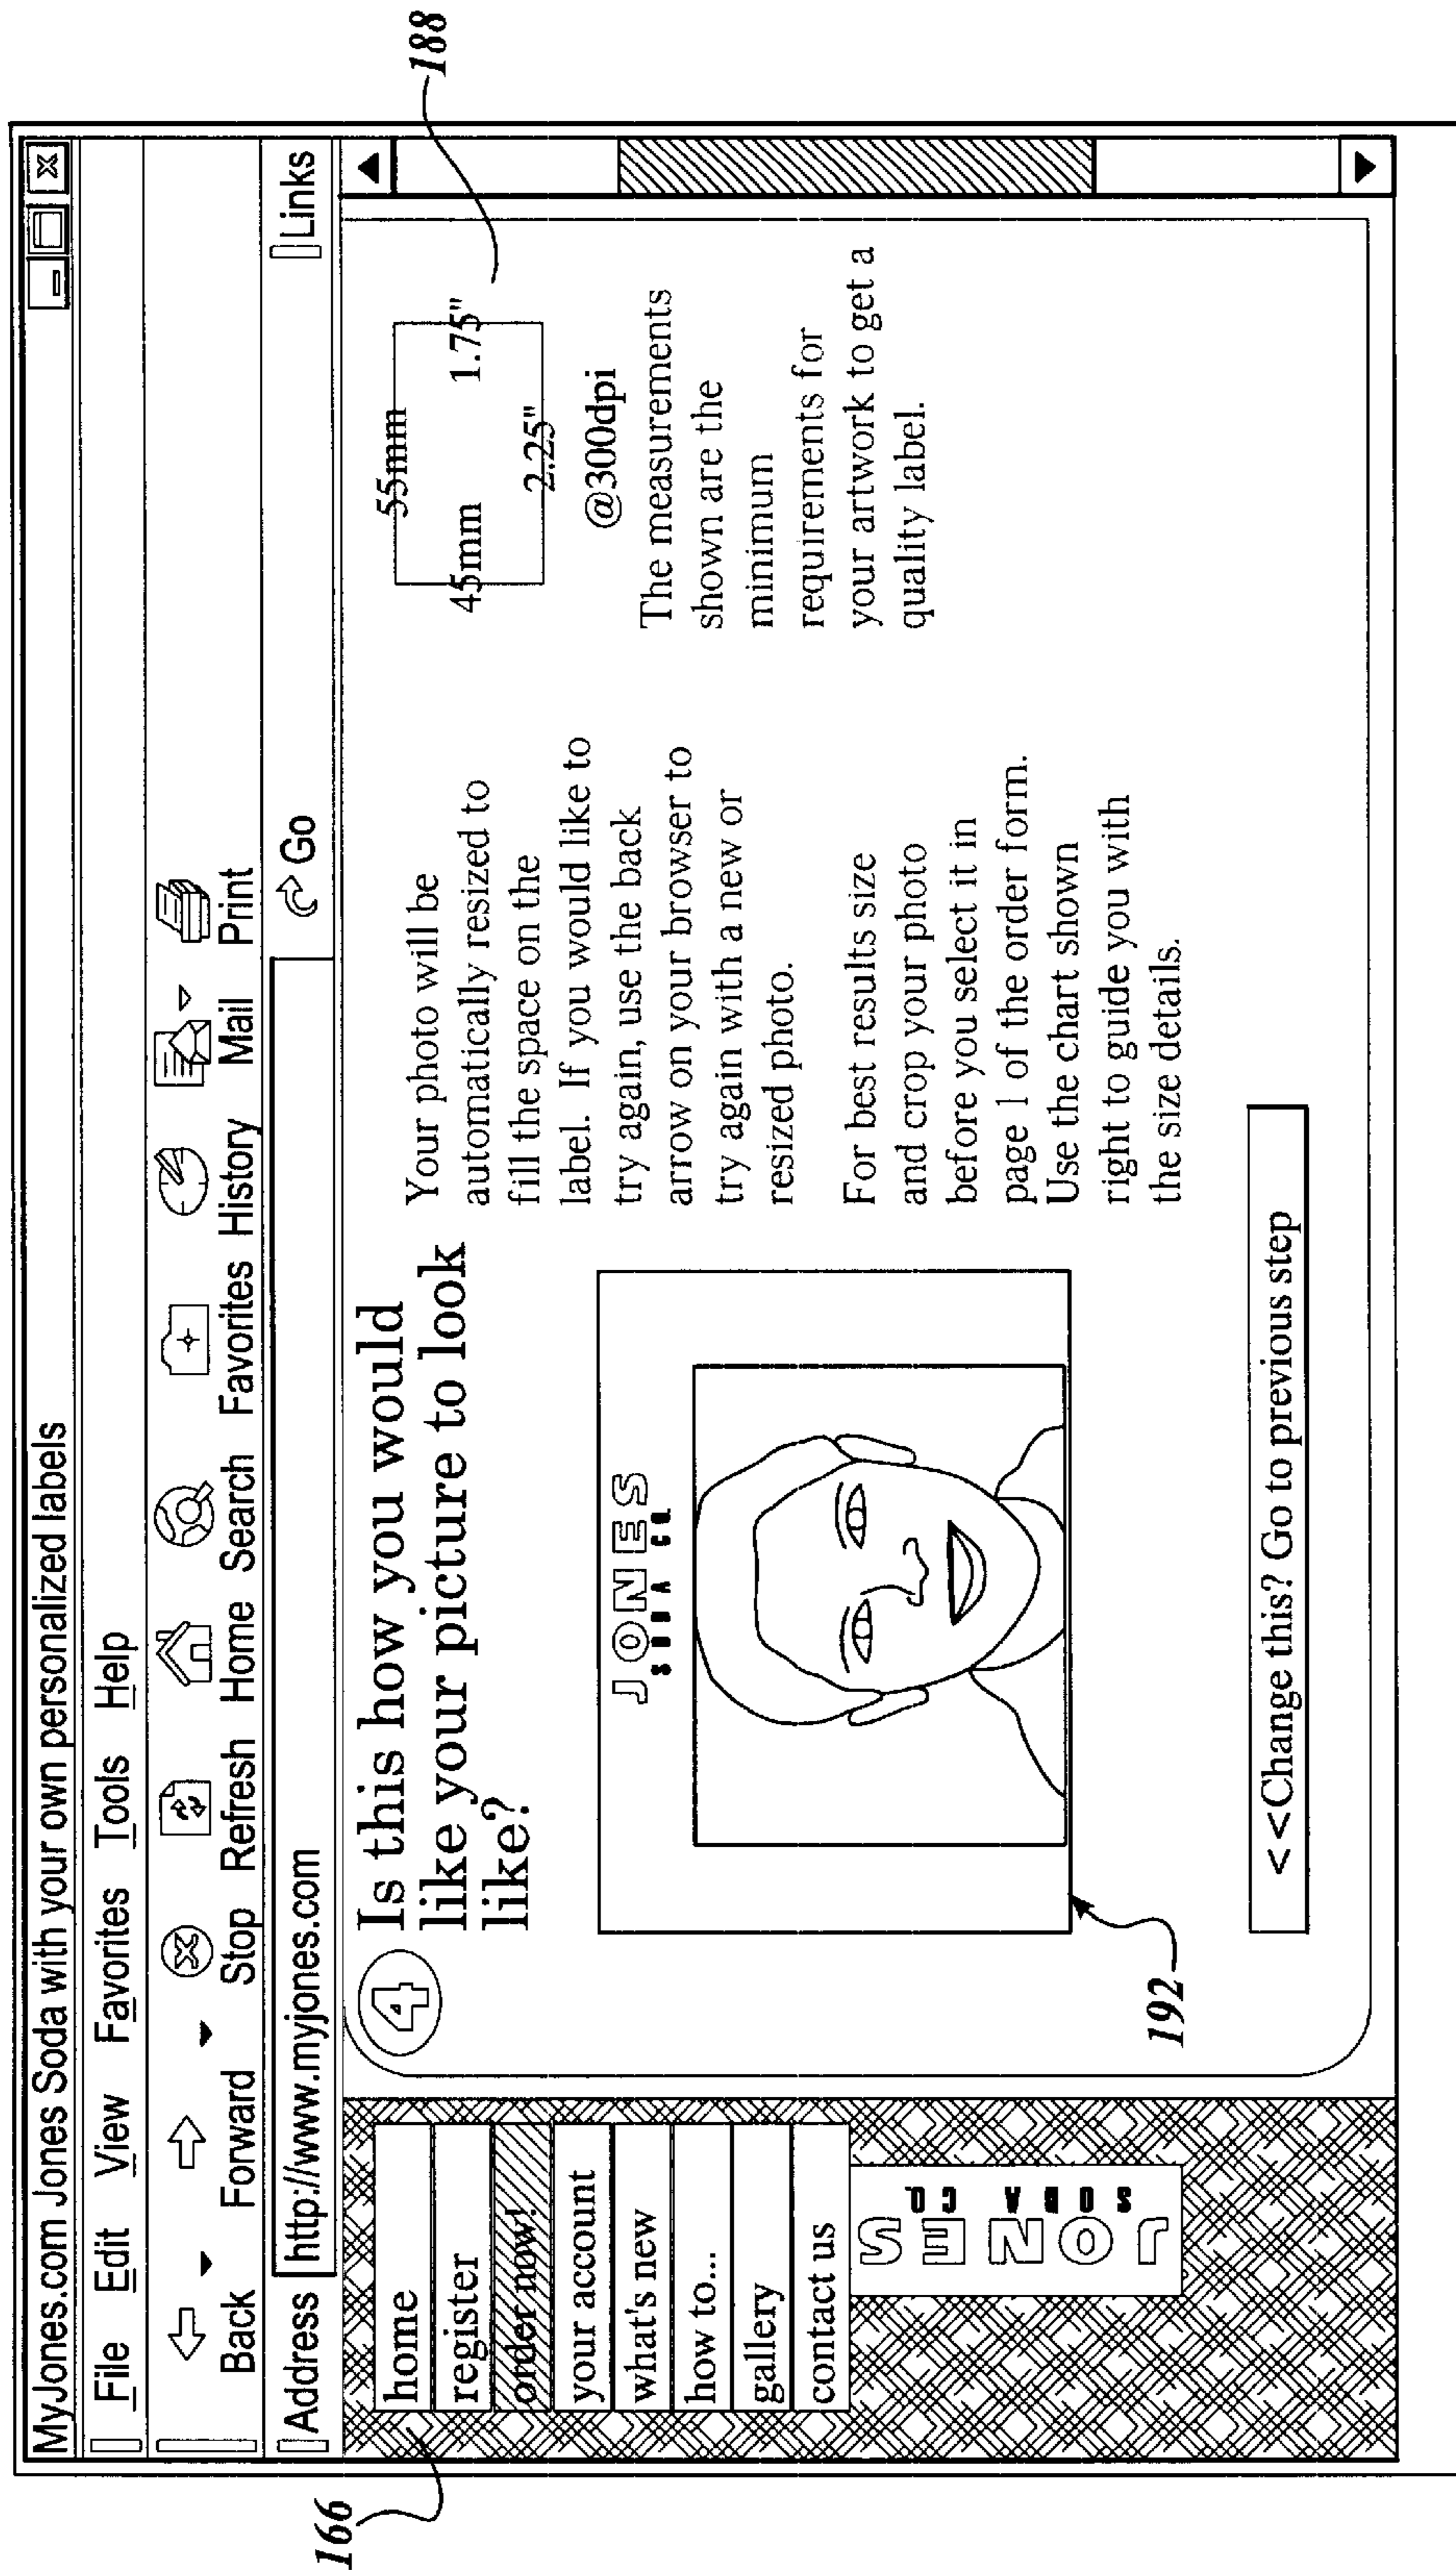 MyJones.com Jones Soda with your own personalized labels
File Edit View Favorites Tools Help
Back Forward Stop Refresh Home Search Favorites History Mail Print
Address http://www.myjones.com Go Links
166
home
register
order now!
your account
what's new
how to...
gallery
contact us
JONES
SODA CO.
4
Is this how you would
like your picture to look
like?
JONES
SODA CO.
192
<<Change this? Go to previous step
Your photo will be
automatically resized to
fill the space on the
label. If you would like to
try again, use the back
arrow on your browser to
try again with a new or
resized photo.
For best results size
and crop your photo
before you select it in
page 1 of the order form.
Use the chart shown
right to guide you with
the size details.
55mm
45mm 1.75"
2.25"
188
@300dpi
The measurements
shown are the
minimum
requirements for
your artwork to get a
quality label.